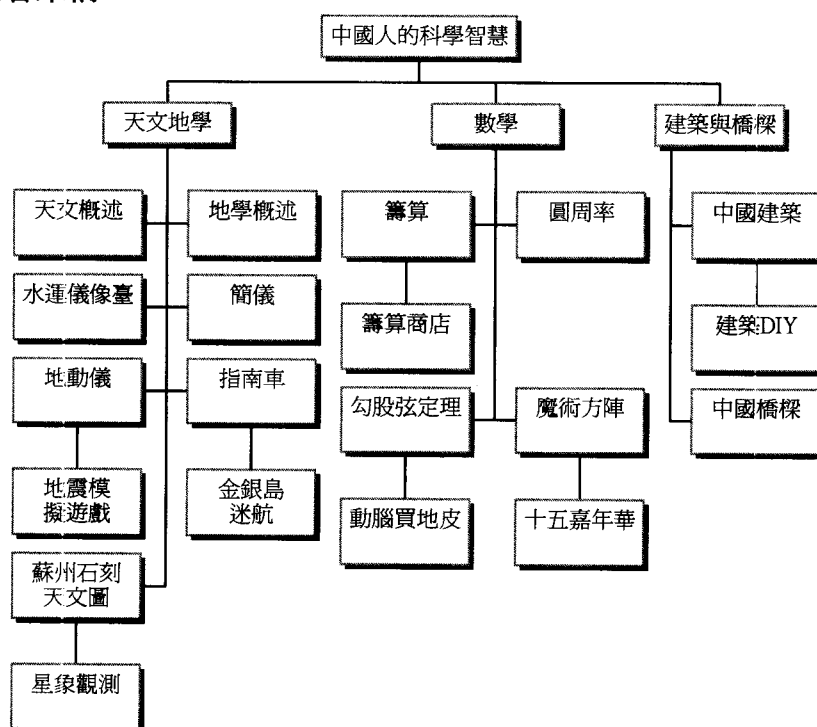 中國人的科學智慧
天文地學
數學
建築與橋樑
天文概述
地學概述
籌算
圓周率
中國建築
水運儀像臺
簡儀
籌算商店
建築DIY
地動儀
指南車
勾股弦定理
魔術方陣
中國橋樑
地震模
擬遊戲
金銀島
迷航
動腦買地皮
十五嘉年華
蘇州石刻
天文圖
星象觀測